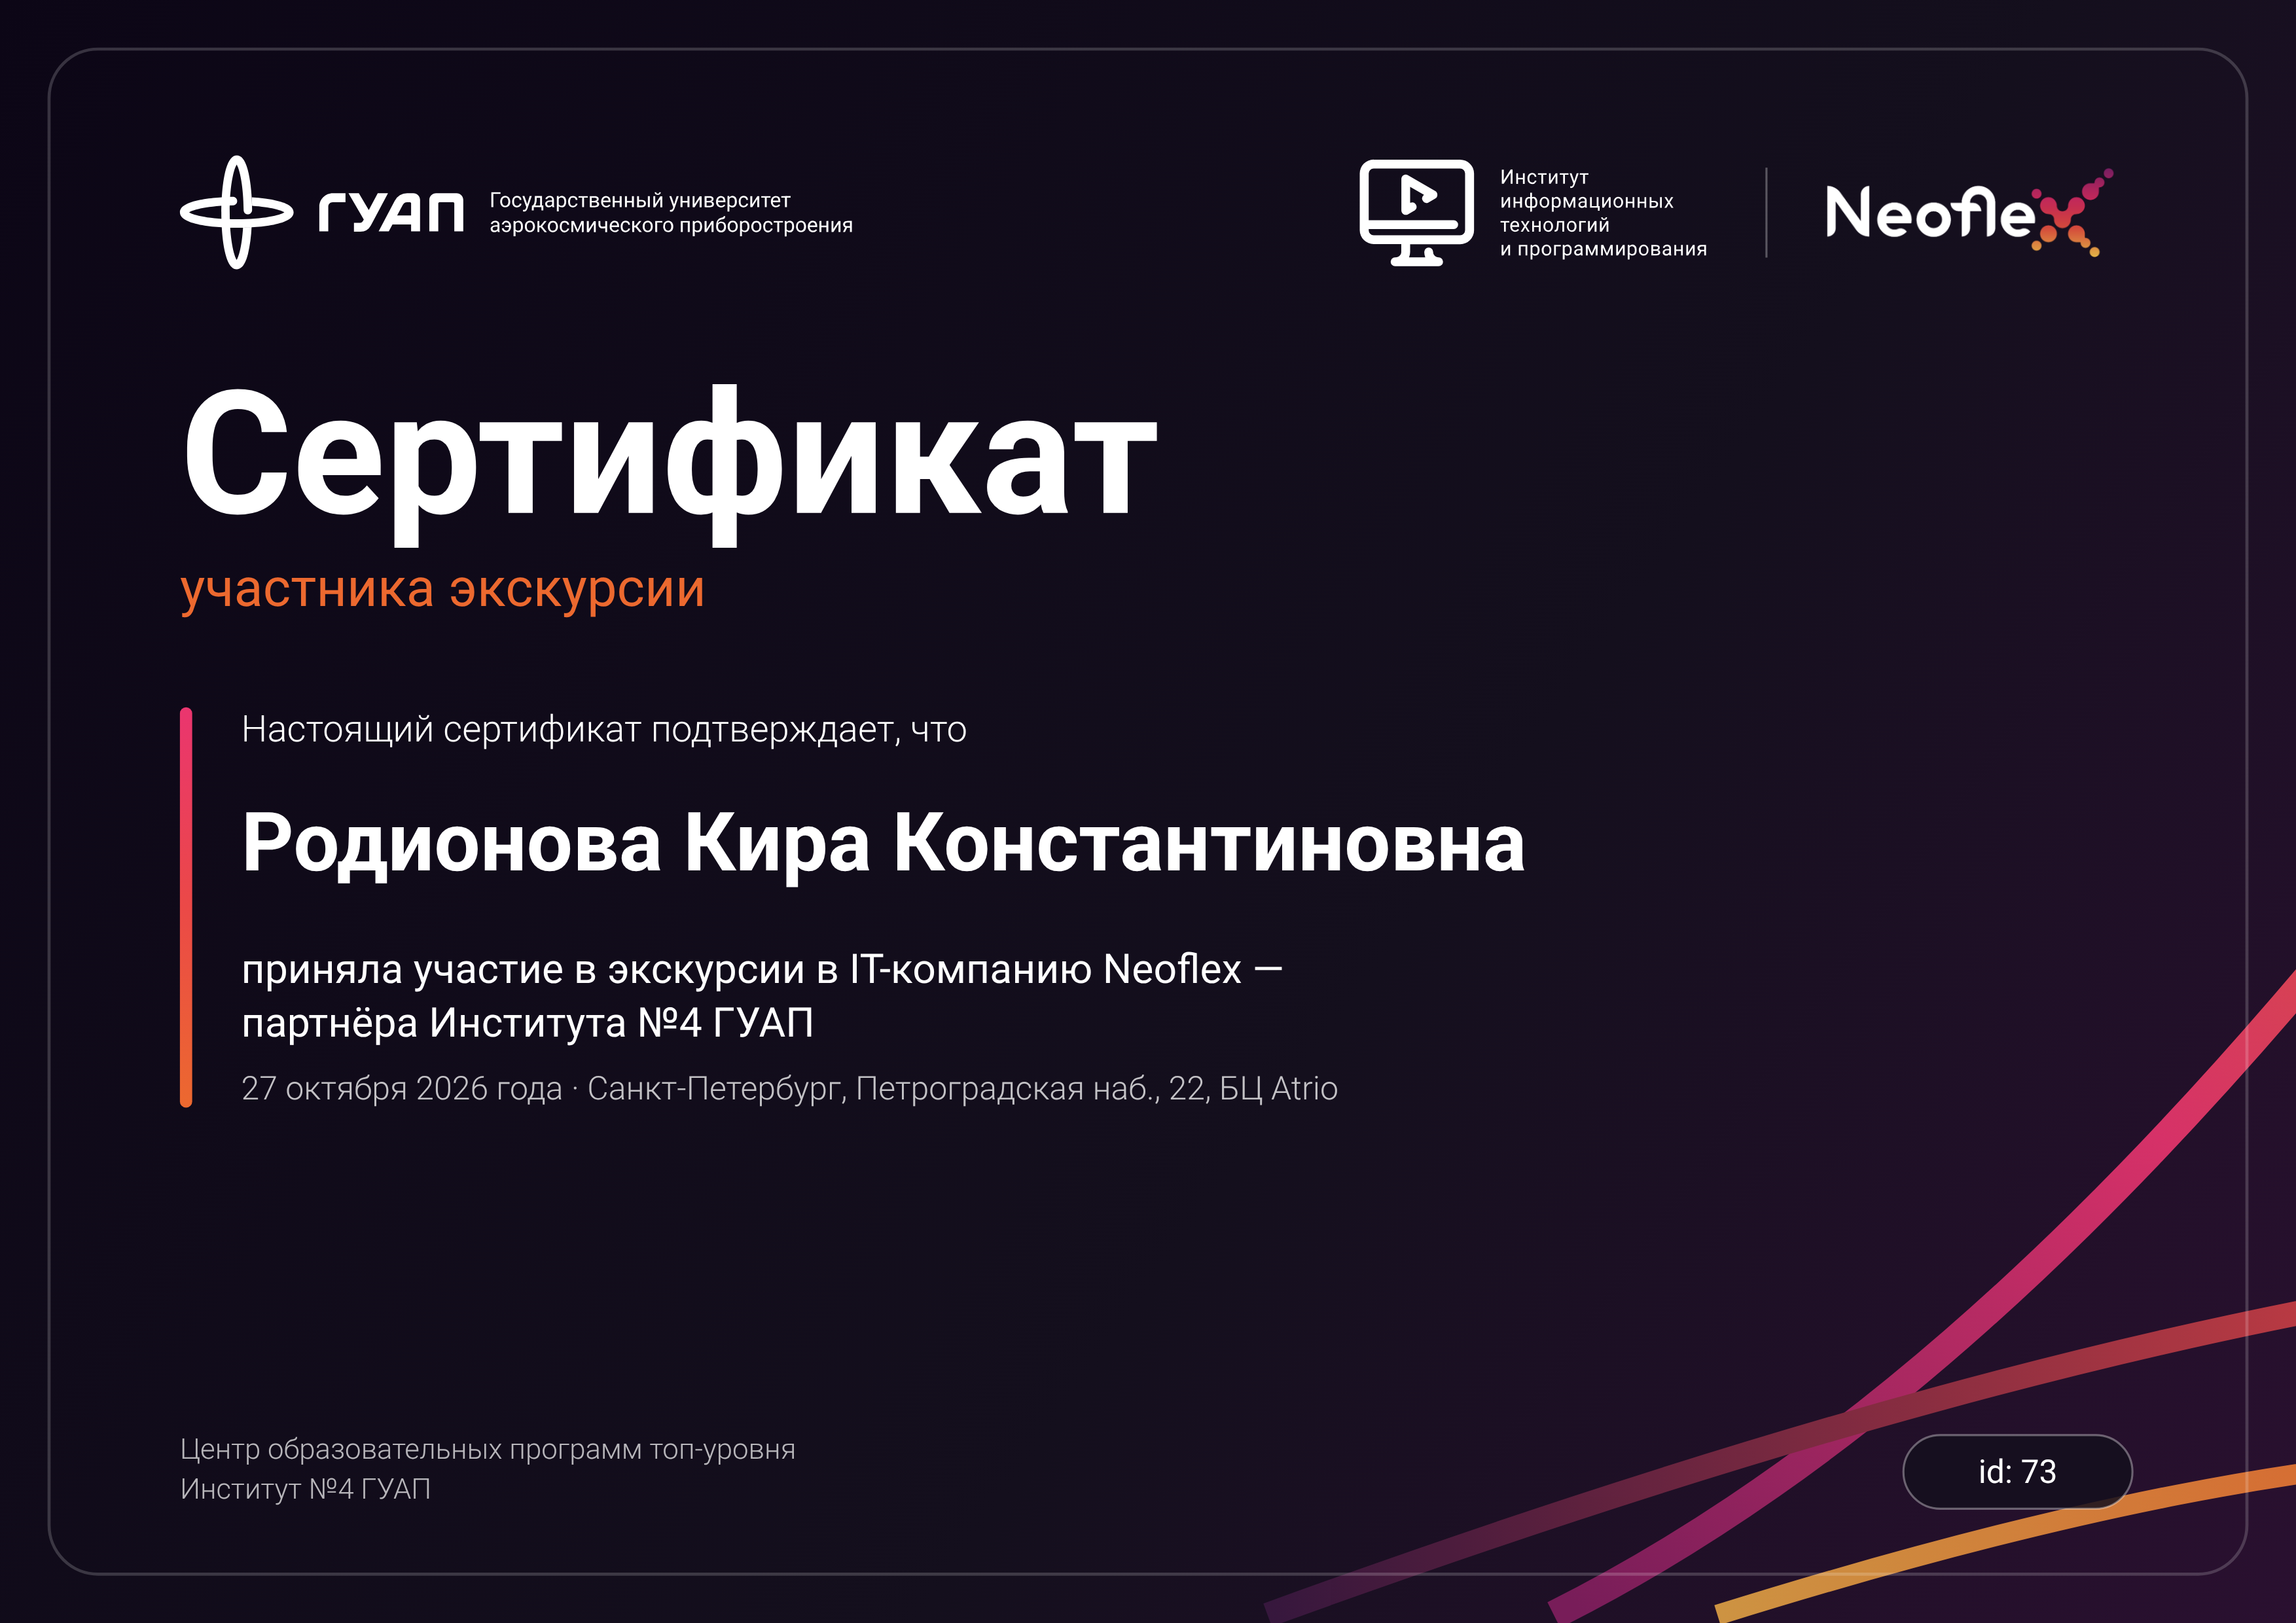 ГУАП
Государственный университет
аэрокосмического приборостроения
Институт
информационных
технологий
и программирования
Neoflex
Сертификат
участника экскурсии
Настоящий сертификат подтверждает, что
Родионова Кира Константиновна
приняла участие в экскурсии в IT-компанию Neoflex —
партнёра Института №4 ГУАП
27 октября 2026 года · Санкт-Петербург, Петроградская наб., 22, БЦ Atrio
Центр образовательных программ топ-уровня
Институт №4 ГУАП
id: 73